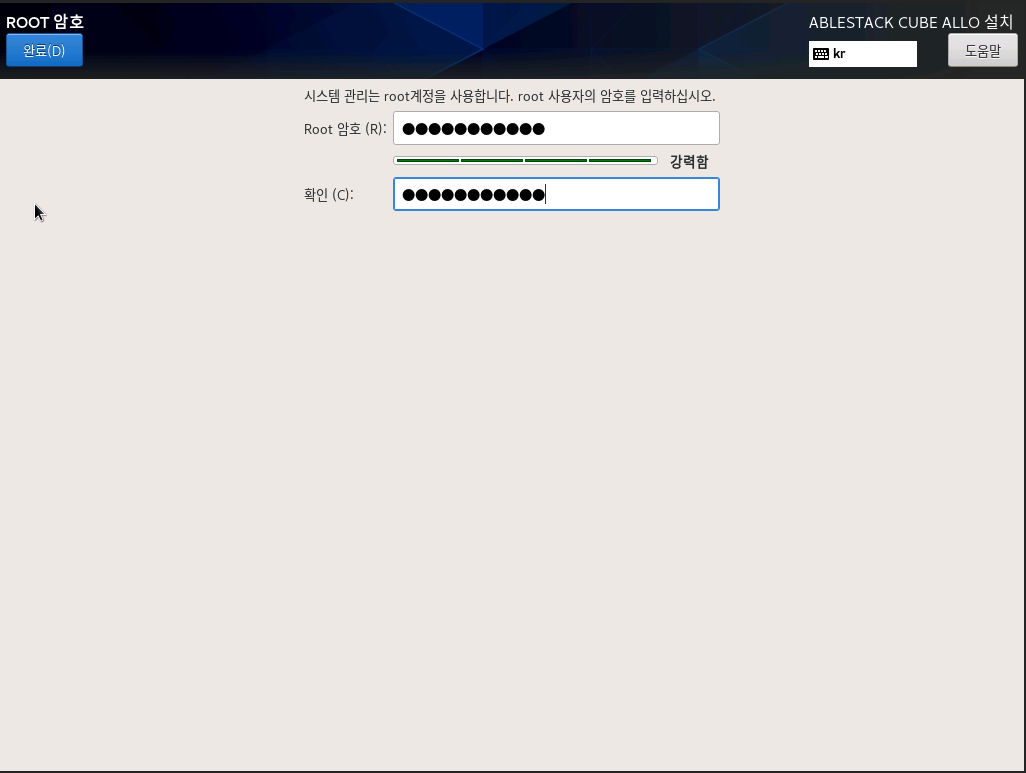 ROOT 암호
ABLESTACK CUBE ALLO 설치
완료(D)
kr
도움말
시스템 관리는 root계정을 사용합니다. root 사용자의 암호를 입력하십시오.
Root 암호 (R): ●●●●●●●●●●●
강력함
확인 (C): ●●●●●●●●●●●